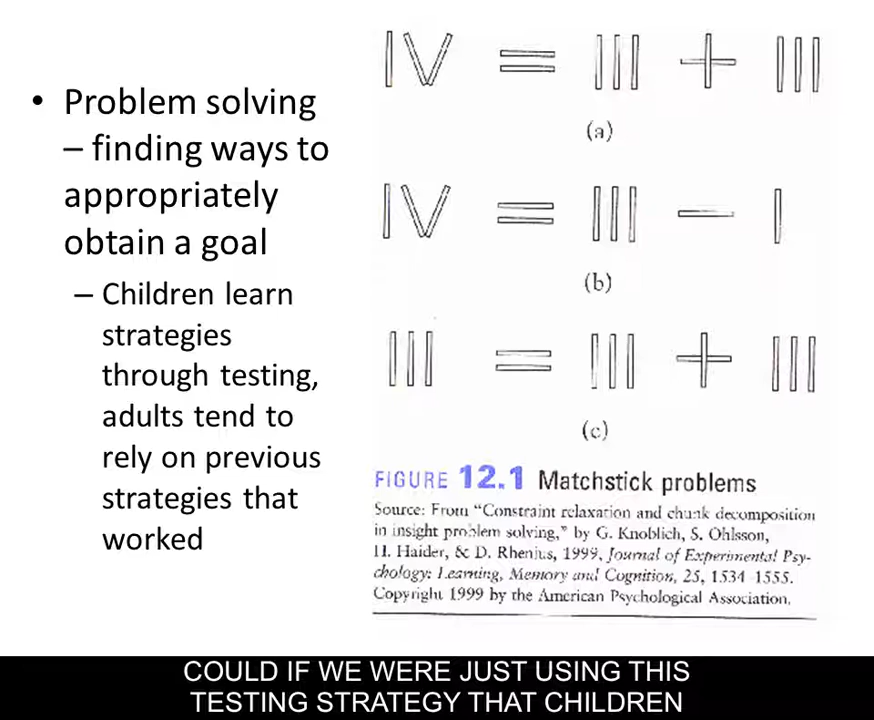 • Problem solving
– finding ways to
appropriately
obtain a goal
– Children learn
strategies
through testing,
adults tend to
rely on previous
strategies that
worked
IV = III + III
(a)
IV = III − I
(b)
III = III + III
(c)
FIGURE 12.1 Matchstick problems
Source: From “Constraint relaxation and chunk decomposition
in insight problem solving,” by G. Knoblich, S. Ohlsson,
H. Haider, & D. Rhenius, 1999, Journal of Experimental Psy-
chology: Learning, Memory and Cognition, 25, 1534–1555.
Copyright 1999 by the American Psychological Association.
COULD IF WE WERE JUST USING THIS
TESTING STRATEGY THAT CHILDREN